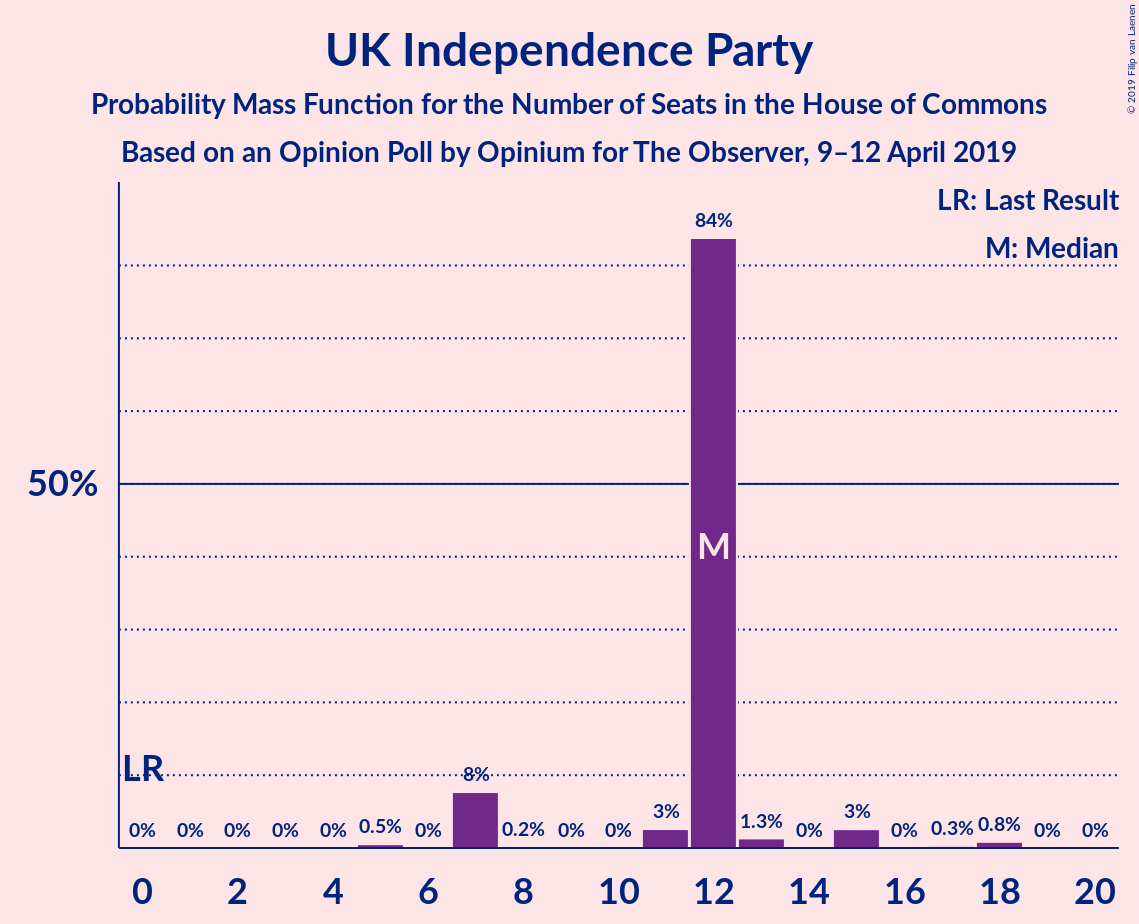 UK Independence Party
Probability Mass Function for the Number of Seats in the House of Commons
Based on an Opinion Poll by Opinium for The Observer, 9–12 April 2019
© 2019 Filip van Laenen
LR: Last Result
M: Median
84%
50%
M
LR
0% 0% 0% 0% 0% 0.5% 0% 8% 0.2% 0% 0% 3% 1.3% 0% 3% 0% 0.3% 0.8% 0% 0%
0 2 4 6 8 10 12 14 16 18 20